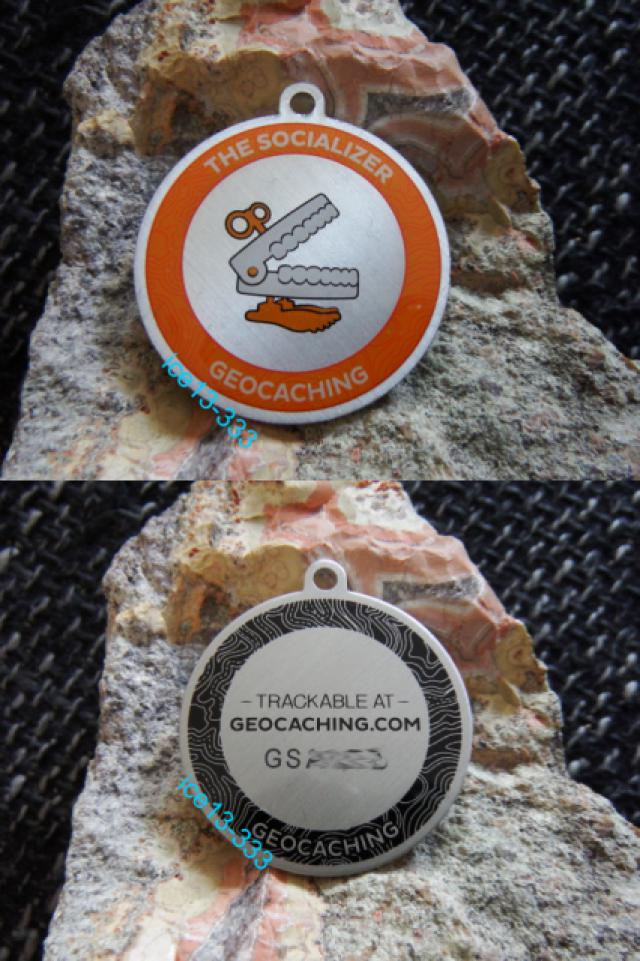 THE SOCIALIZER
GEOCACHING
ice13-333
– TRACKABLE AT –
GEOCACHING.COM
GS
GEOCACHING
ice13-333